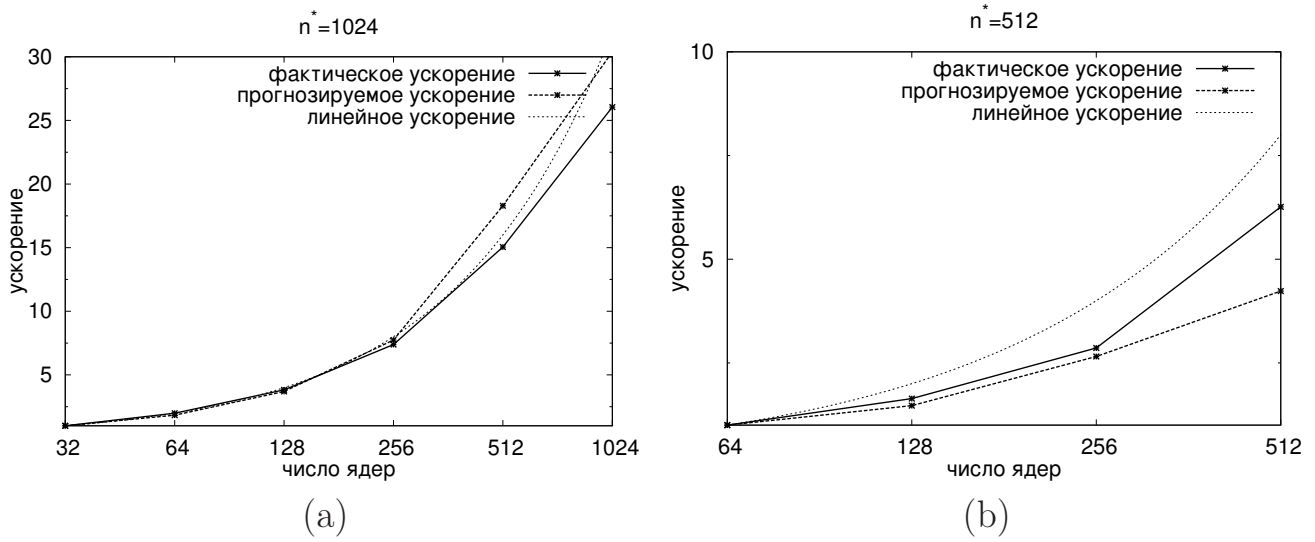 n*=1024
30
25
20
15
10
5
32
64
128
256
512
1024
ускорение
число ядер
фактическое ускорение
прогнозируемое ускорение
линейное ускорение
(a)
n*=512
10
5
64
128
256
512
ускорение
число ядер
фактическое ускорение
прогнозируемое ускорение
линейное ускорение
(b)